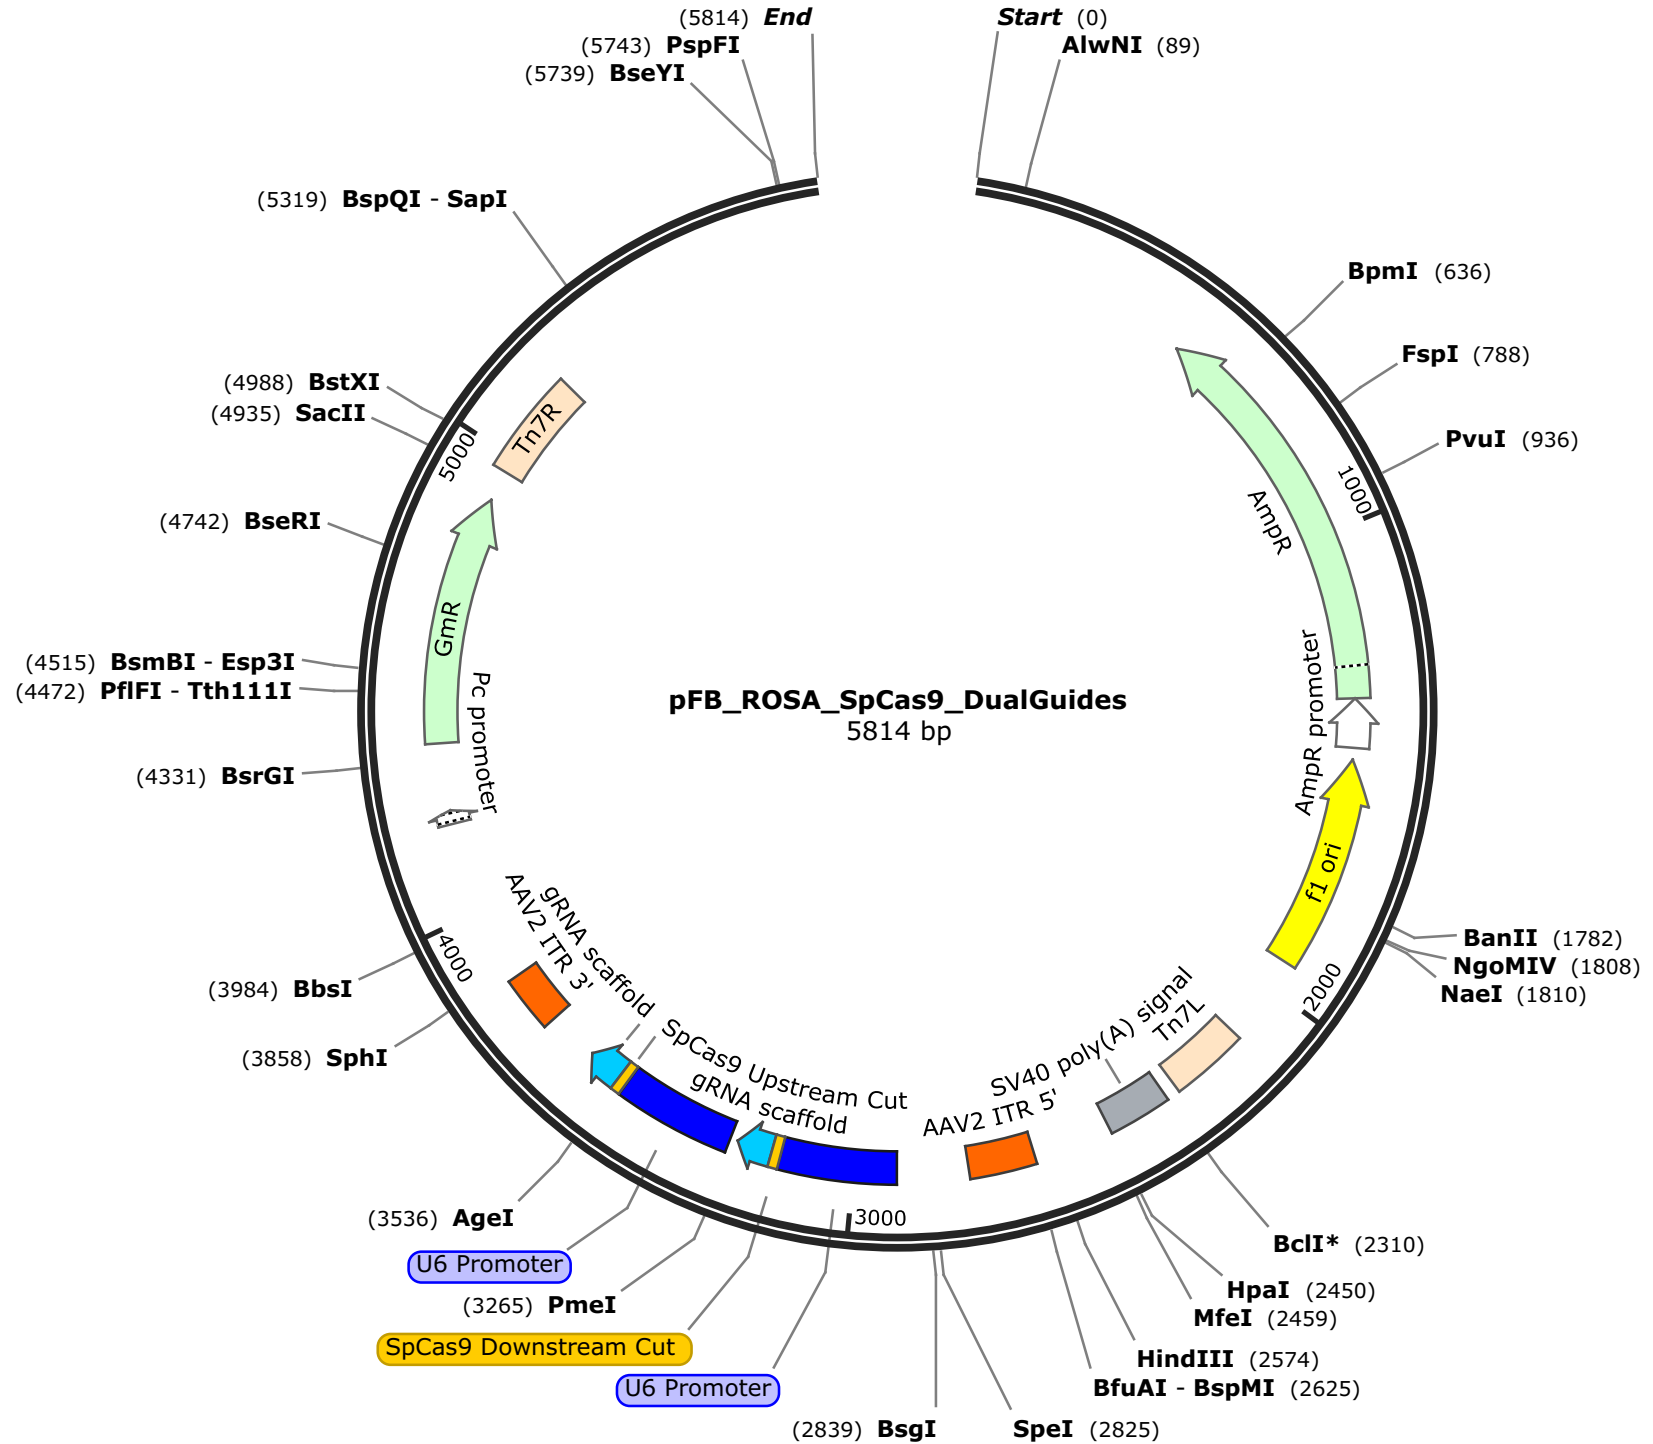 (5814) End
Start (0)
(5743) PspFI
AlwNI (89)
(5739) BseYI
(5319) BspQI - SapI
BpmI (636)
FspI (788)
(4988) BstXI
(4935) SacII
PvuI (936)
Tn7R
5000
1000
AmpR
(4742) BseRI
GmR
(4515) BsmBI - Esp3I
(4472) PflFI - Tth111I
Pc promoter
pFB_ROSA_SpCas9_DualGuides
5814 bp
AmpR promoter
(4331) BsrGI
f1 ori
BanII (1782)
NgoMIV (1808)
NaeI (1810)
4000
2000
(3984) BbsI
(3858) SphI
AAV2 ITR 3'
gRNA scaffold
SpCas9 Upstream Cut
gRNA scaffold
AAV2 ITR 5'
SV40 poly(A) signal
Tn7L
(3536) AgeI
3000
BclI* (2310)
U6 Promoter
HpaI (2450)
(3265) PmeI
MfeI (2459)
SpCas9 Downstream Cut
HindIII (2574)
U6 Promoter
BfuAI - BspMI (2625)
(2839) BsgI
SpeI (2825)